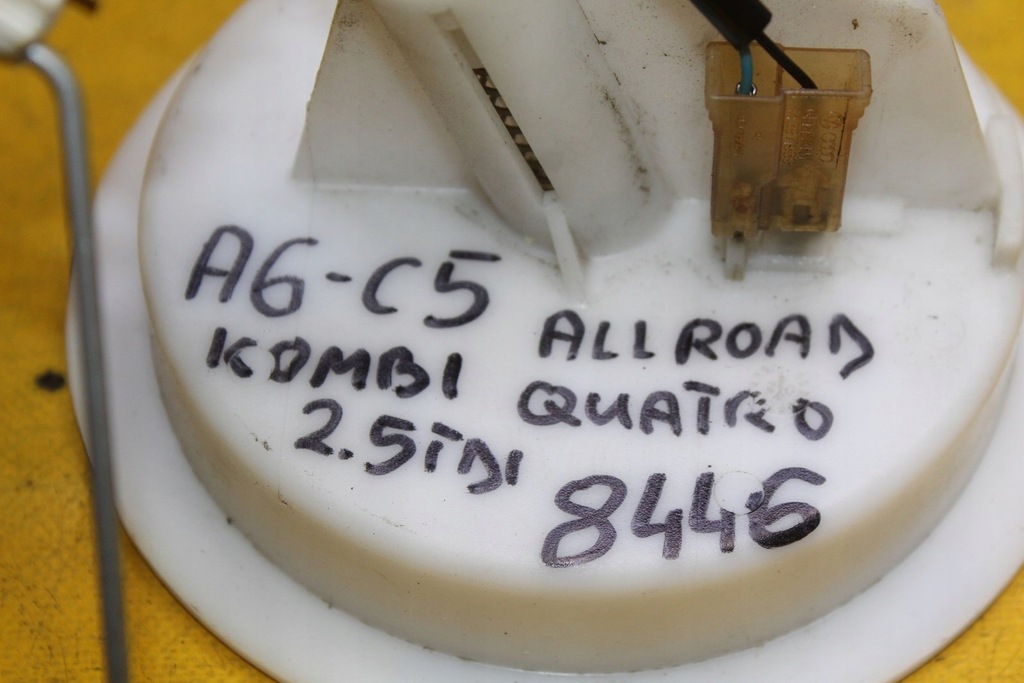 A6-C5
KOMBI
2.5TDI
ALLROAD
QUATRO
8446